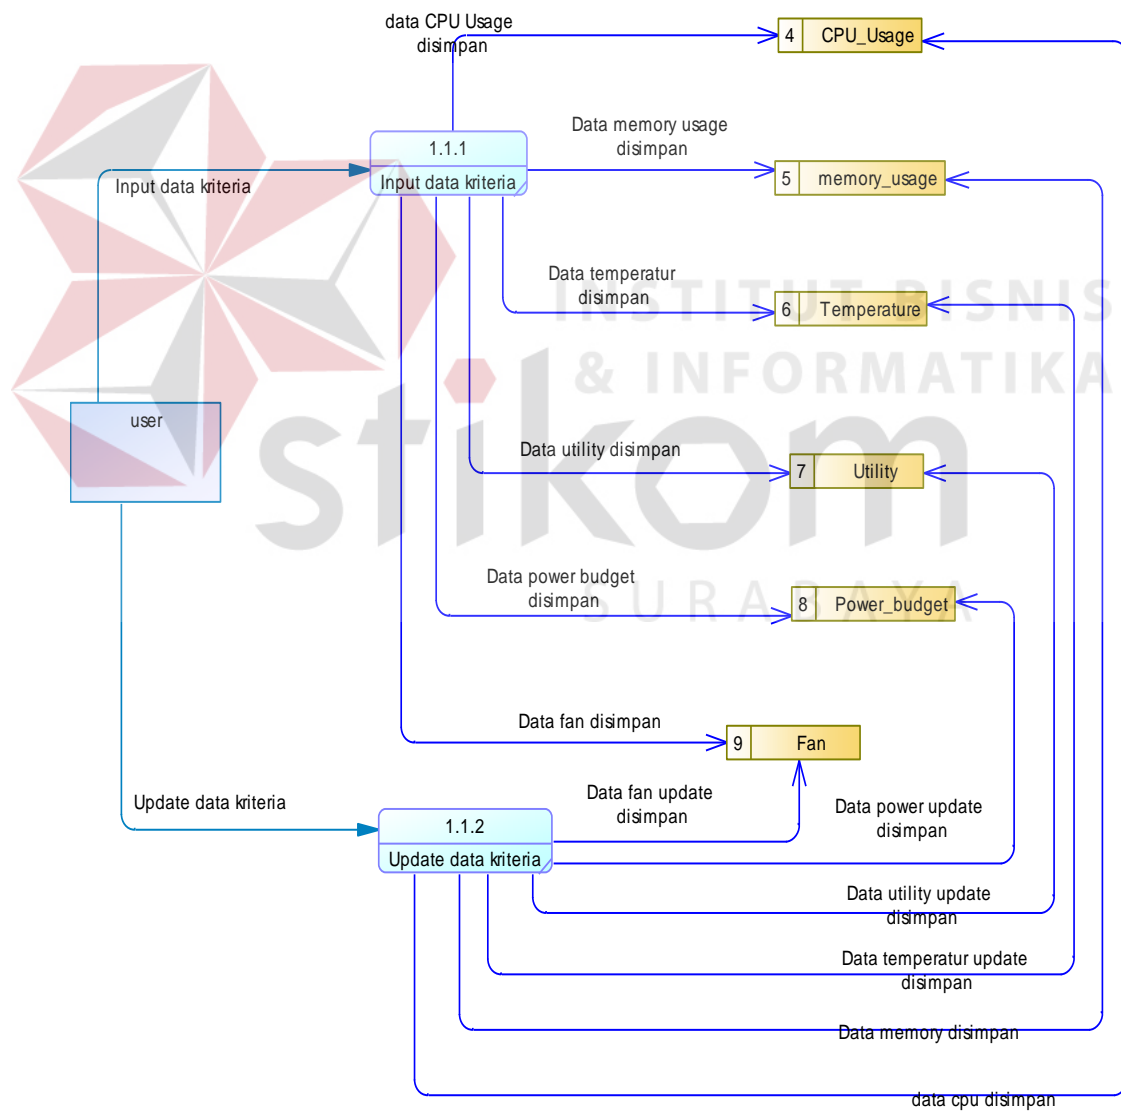 data CPU Usage
disimpan
4 CPU_Usage
Data memory usage
disimpan
1.1.1
Input data kriteria
Input data kriteria
5 memory_usage
Data temperatur
disimpan
INSTITUT BISNIS
6 Temperature
& INFORMATIKA
user
stikom
Data utility disimpan
7 Utility
Data power budget
disimpan
8 Power_budget
SURABAYA
Data fan disimpan
9 Fan
Update data kriteria
Data fan update
disimpan
Data power update
disimpan
1.1.2
Update data kriteria
Data utility update
disimpan
Data temperatur update
disimpan
Data memory disimpan
data cpu disimpan